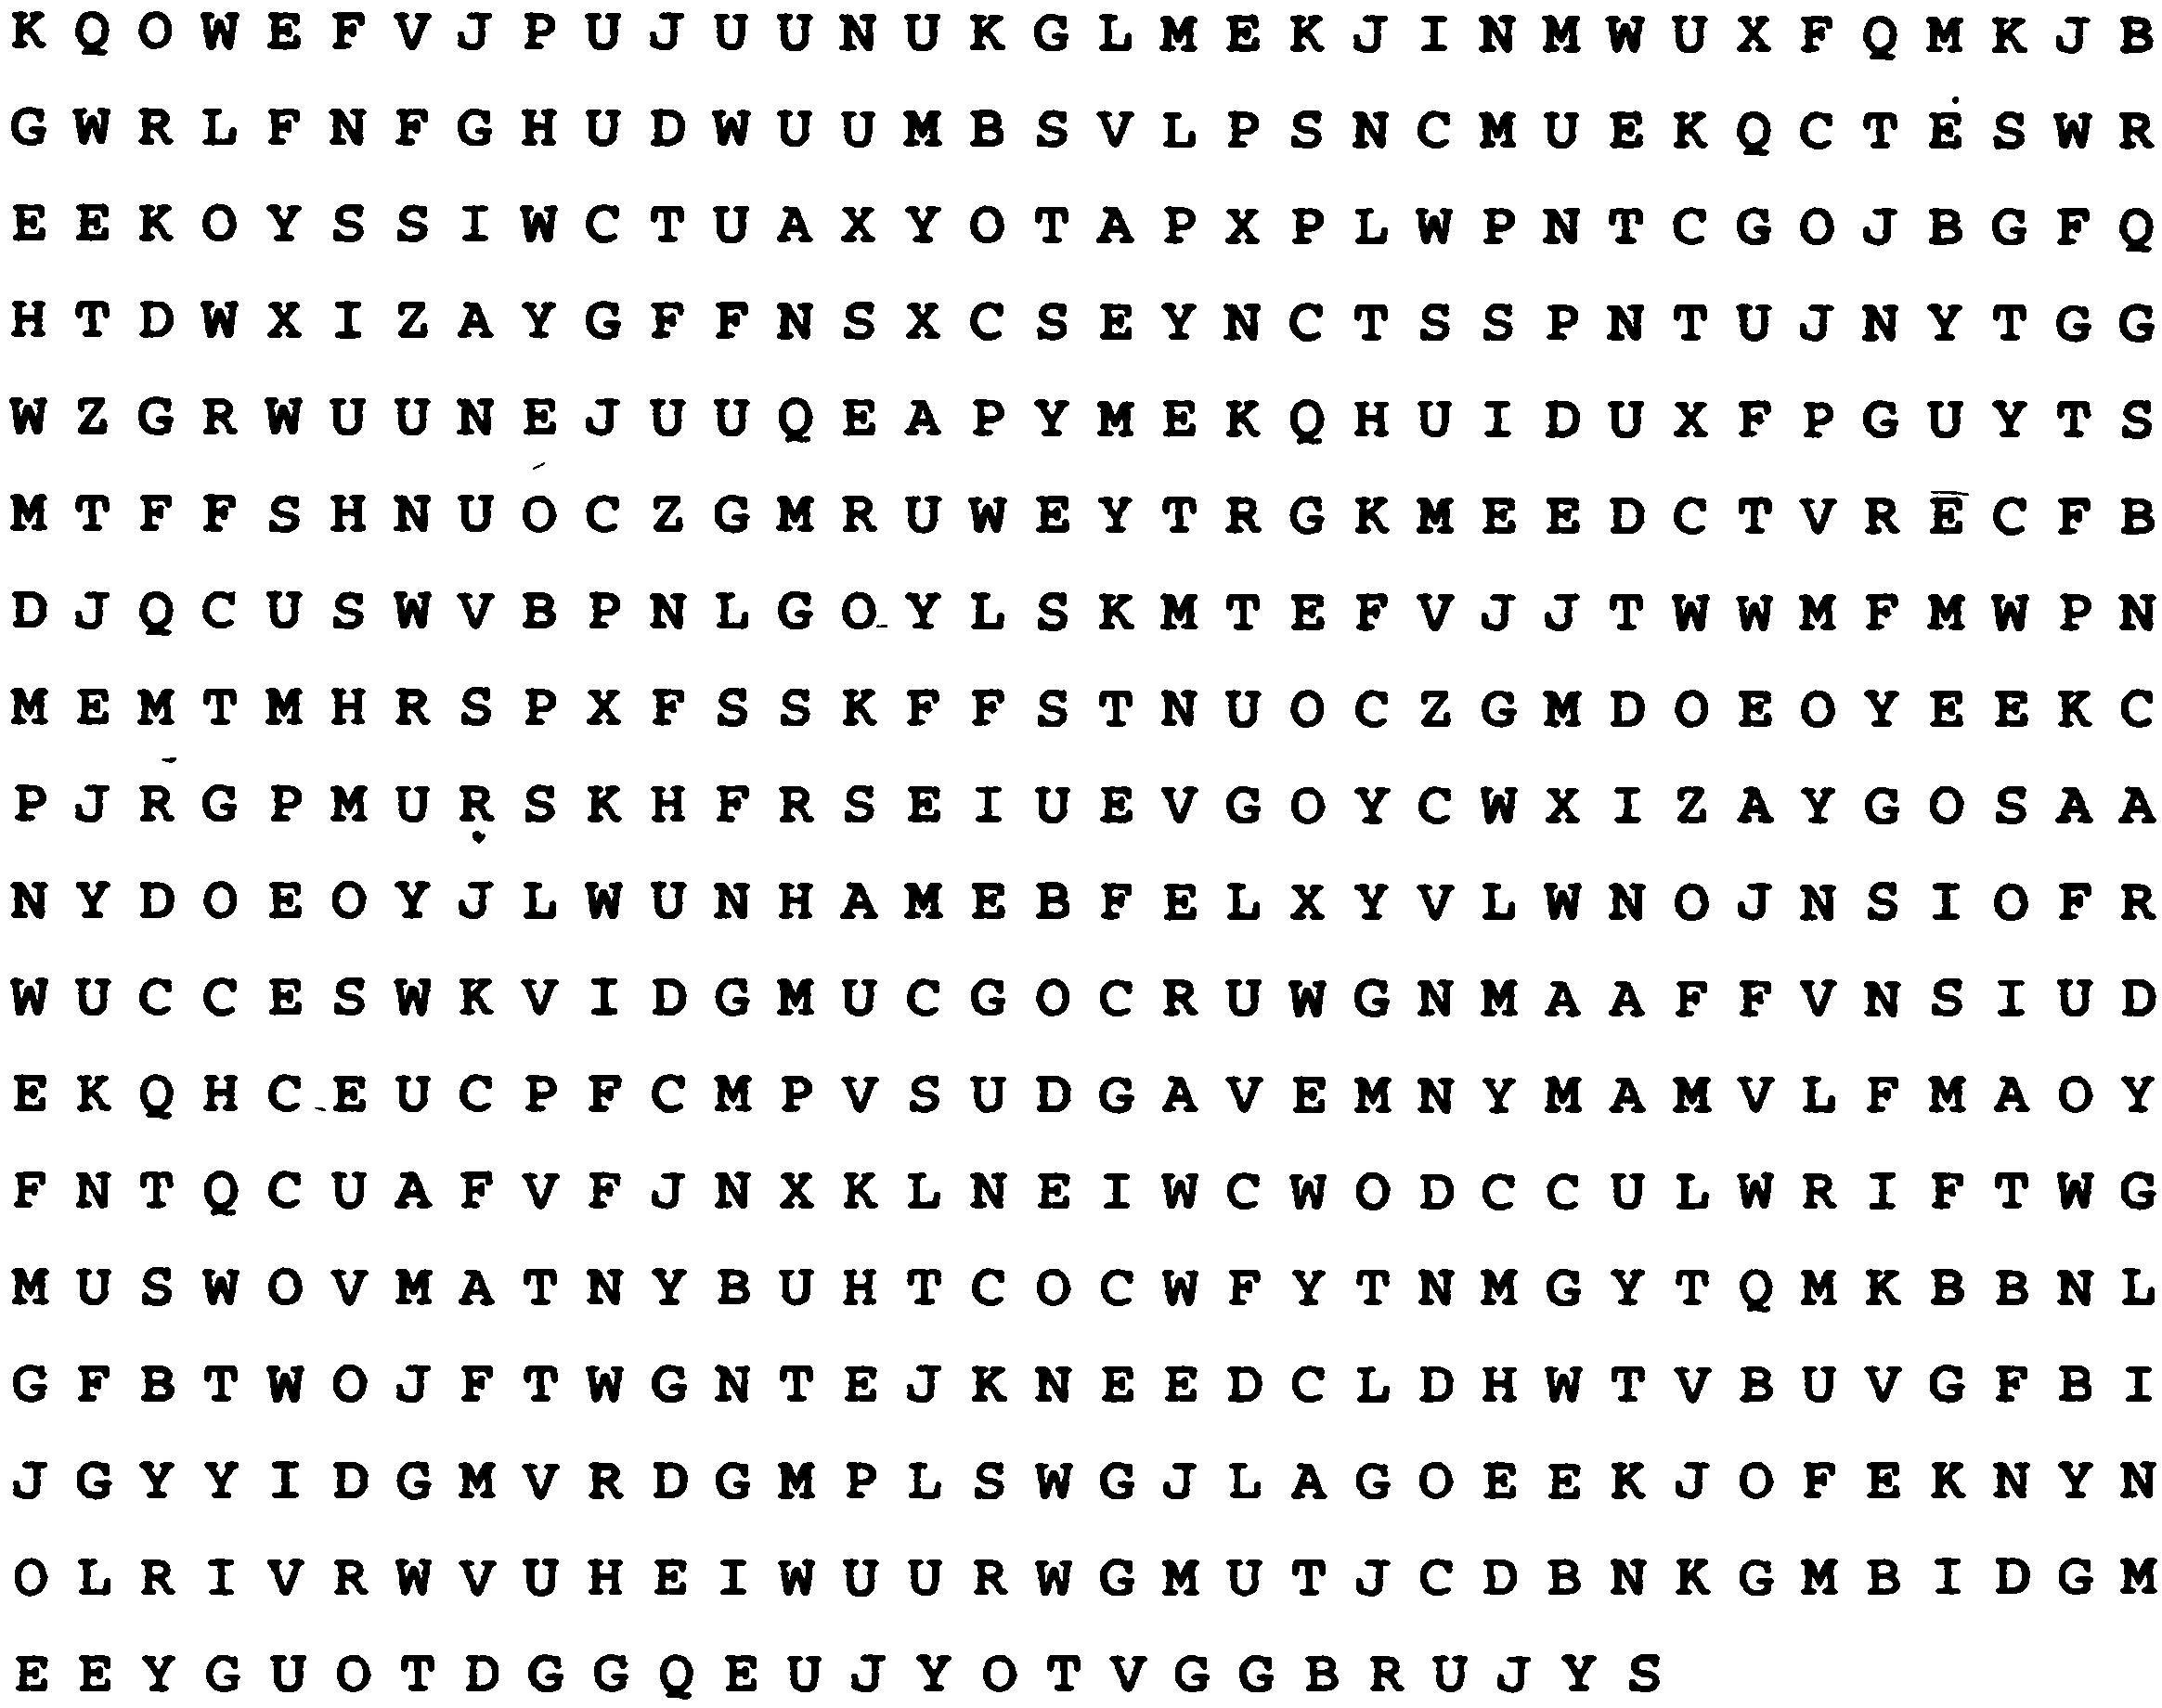 K Q O W E F V J P U J U U N U K G L M E K J I N M W U X F Q M K J B
G W R L F N F G H U D W U U M B S V L P S N C M U E K Q C T E S W R
E E K O Y S S I W C T U A X Y O T A P X P L W P N T C G O J B G F Q
H T D W X I Z A Y G F F N S X C S E Y N C T S S P N T U J N Y T G G
W Z G R W U U N E J U U Q E A P Y M E K Q H U I D U X F P G U Y T S
M T F F S H N U O C Z G M R U W E Y T R G K M E E D C T V R E C F B
D J Q C U S W V B P N L G O Y L S K M T E F V J J T W W M F M W P N
M E M T M H R S P X F S S K F F S T N U O C Z G M D O E O Y E E K C
P J R G P M U R S K H F R S E I U E V G O Y C W X I Z A Y G O S A A
N Y D O E O Y J L W U N H A M E B F E L X Y V L W N O J N S I O F R
W U C C E S W K V I D G M U C G O C R U W G N M A A F F V N S I U D
E K Q H C E U C P F C M P V S U D G A V E M N Y M A M V L F M A O Y
F N T Q C U A F V F J N X K L N E I W C W O D C C U L W R I F T W G
M U S W O V M A T N Y B U H T C O C W F Y T N M G Y T Q M K B B N L
G F B T W O J F T W G N T E J K N E E D C L D H W T V B U V G F B I
J G Y Y I D G M V R D G M P L S W G J L A G O E E K J O F E K N Y N
O L R I V R W V U H E I W U U R W G M U T J C D B N K G M B I D G M
E E Y G U O T D G G Q E U J Y O T V G G B R U J Y S